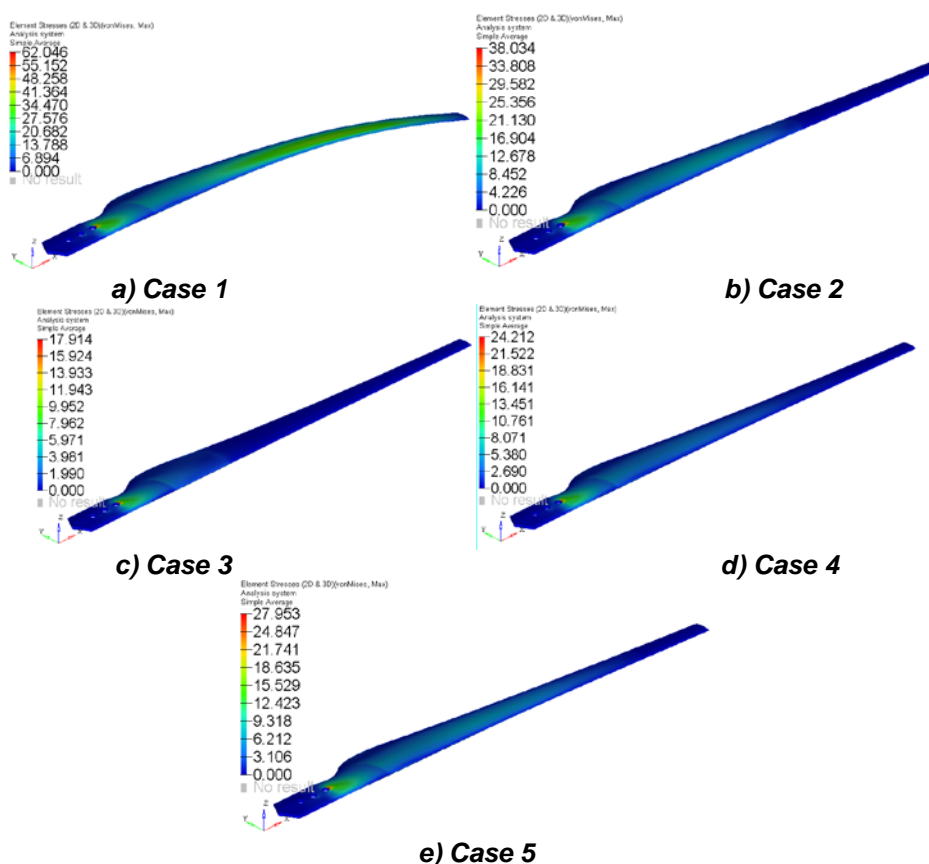 Element Stresses (2D & 3D)(vonMises, Max)
Analysis system
Simple Average
62.046
55.152
48.258
41.364
34.470
27.576
20.682
13.788
6.894
0.000
No result
Z
Y
X
a) Case 1
Element Stresses (2D & 3D)(vonMises, Max)
Analysis system
Simple Average
38.034
33.808
29.582
25.356
21.130
16.904
12.678
8.452
4.226
0.000
No result
Z
Y
X
b) Case 2
Element Stresses (2D & 3D)(vonMises, Max)
Analysis system
Simple Average
17.914
15.924
13.933
11.943
9.952
7.962
5.971
3.981
1.990
0.000
No result
Z
Y
X
c) Case 3
Element Stresses (2D & 3D)(vonMises, Max)
Analysis system
Simple Average
24.212
21.522
18.831
16.141
13.451
10.761
8.071
5.380
2.690
0.000
No result
Z
Y
X
d) Case 4
Element Stresses (2D & 3D)(vonMises, Max)
Analysis system
Simple Average
27.953
24.847
21.741
18.635
15.529
12.423
9.318
6.212
3.106
0.000
No result
Z
Y
X
e) Case 5